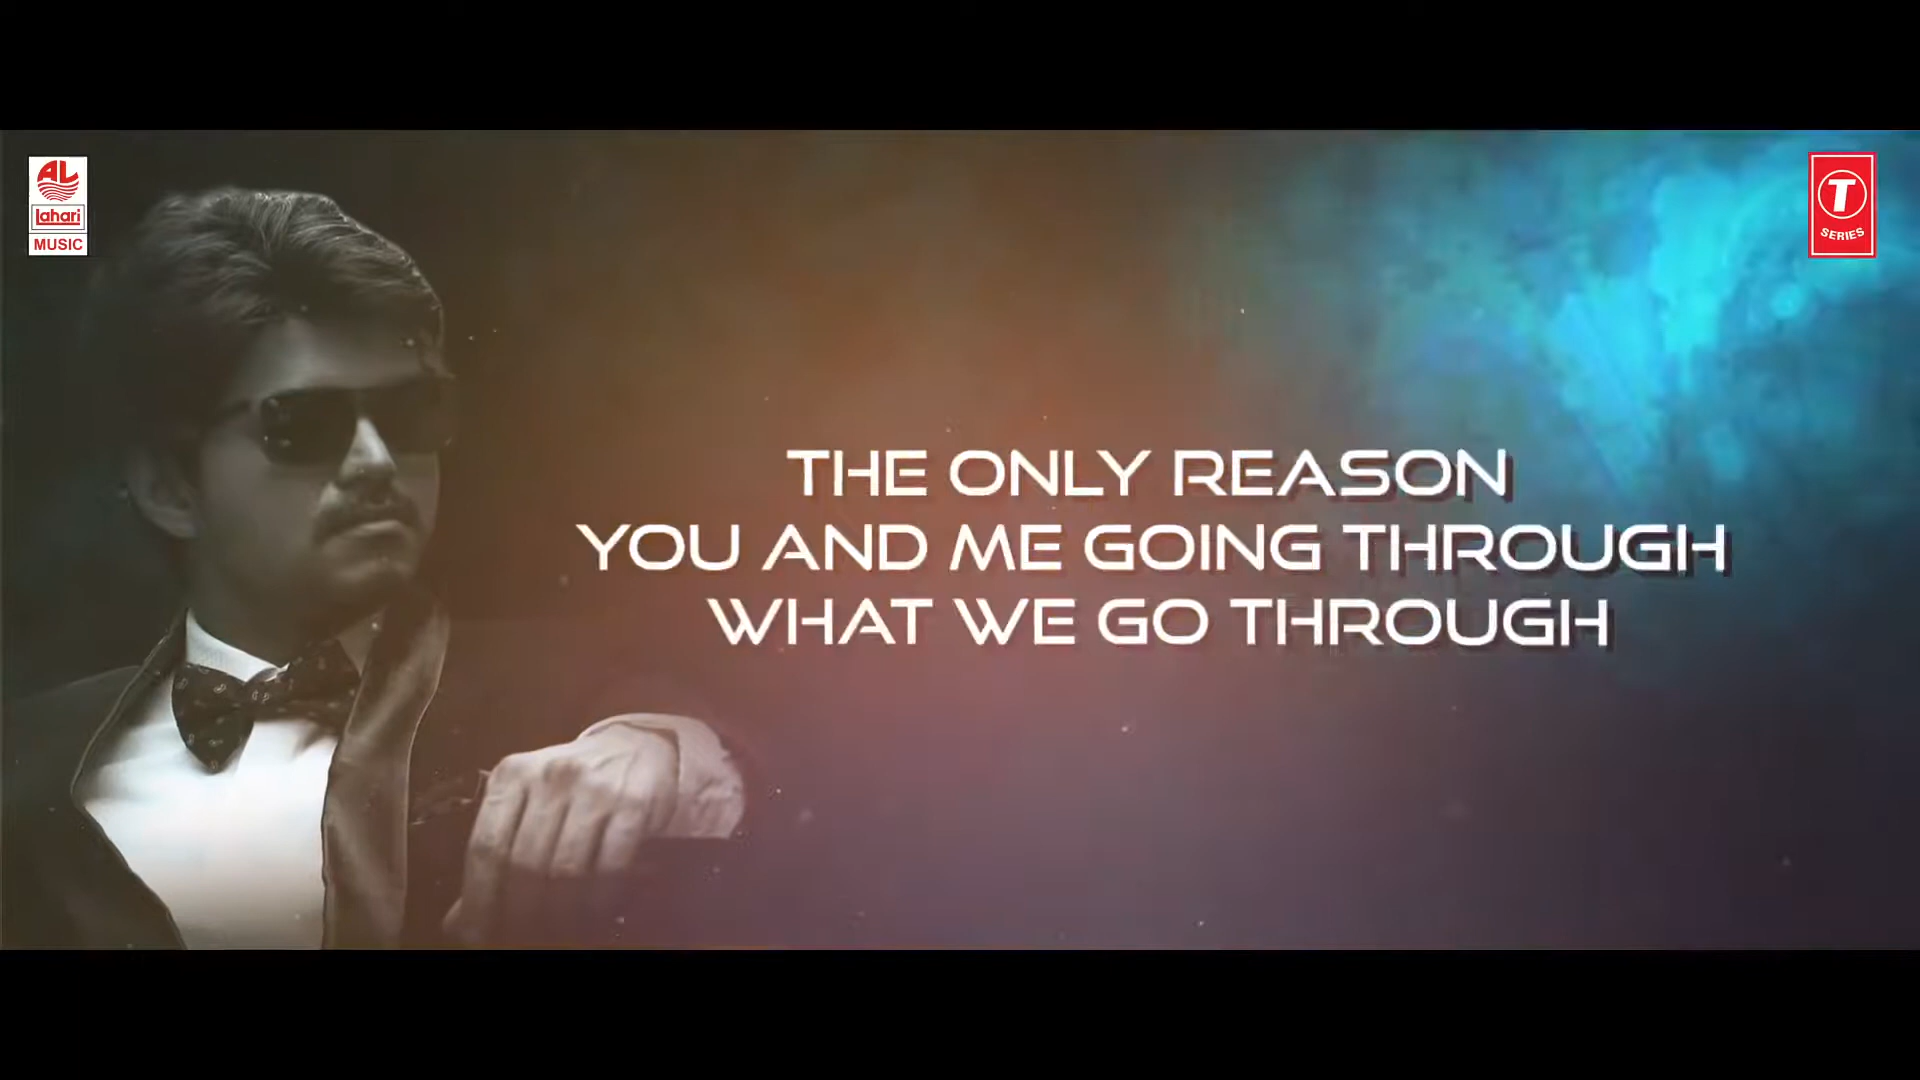 AL
Lahari
MUSIC
T
SERIES
THE ONLY REASON
YOU AND ME GOING THROUGH
WHAT WE GO THROUGH